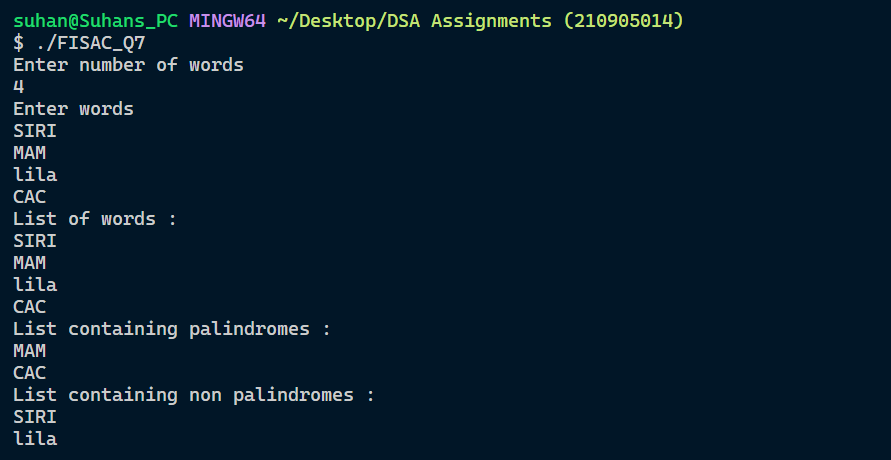 suhan@Suhans_PC MINGW64 ~/Desktop/DSA Assignments (210905014)
$ ./FISAC_Q7
Enter number of words
4
Enter words
SIRI
MAM
lila
CAC
List of words :
SIRI
MAM
lila
CAC
List containing palindromes :
MAM
CAC
List containing non palindromes :
SIRI
lila